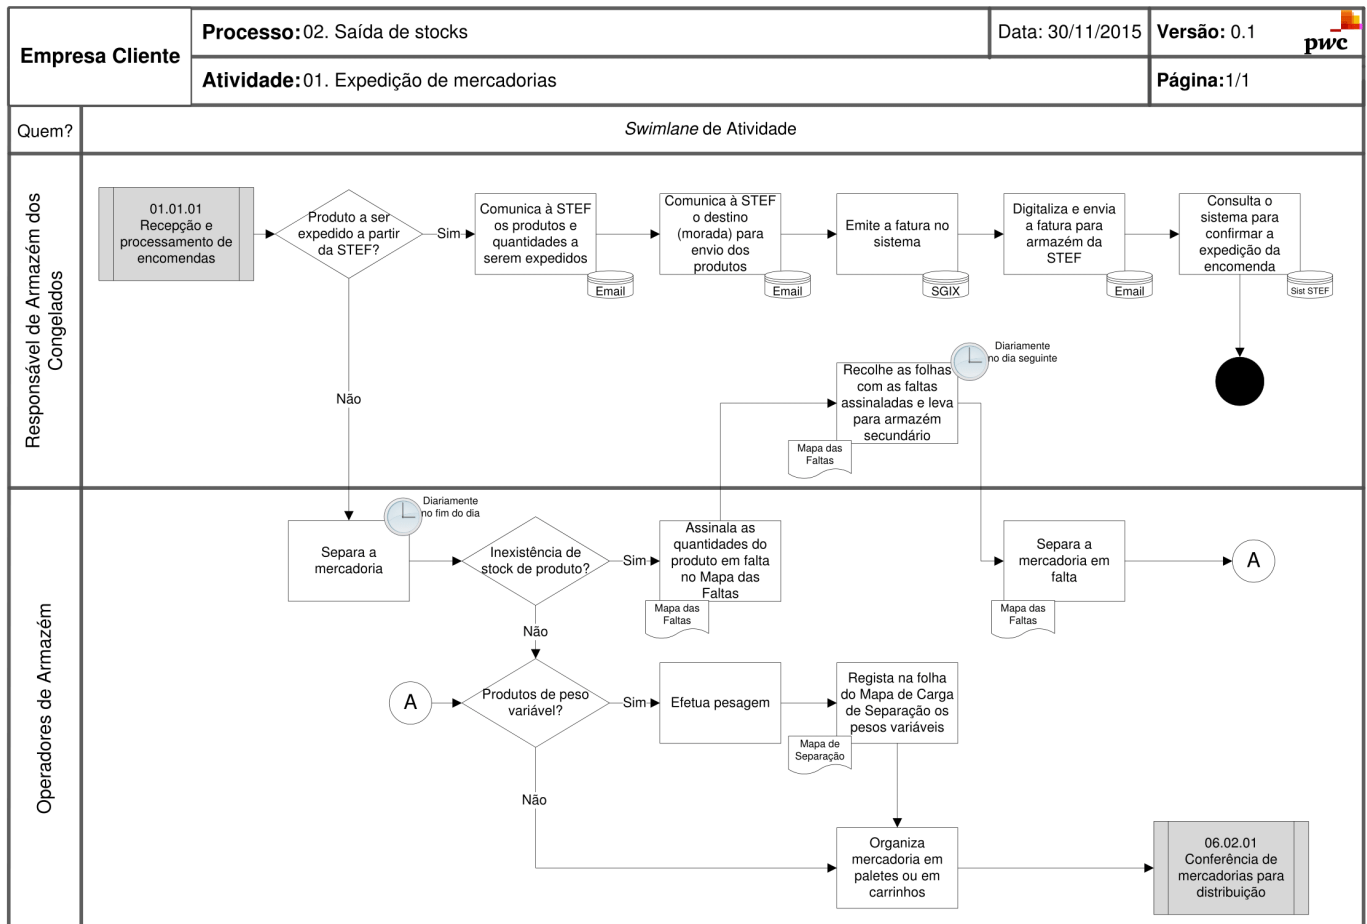 Empresa Cliente
Processo: 02. Saída de stocks
Data: 30/11/2015
Versão: 0.1
pwc
Atividade: 01. Expedição de mercadorias
Página:1/1
Quem?
Swimlane de Atividade
Responsável de Armazém dos
Congelados
01.01.01
Recepção e
processamento de
encomendas
Produto a ser
expedido a partir
da STEF?
Sim
Comunica à STEF
os produtos e
quantidades a
serem expedidos
Email
Comunica à STEF
o destino
(morada) para
envio dos
produtos
Email
Emite a fatura no
sistema
SGIX
Digitaliza e envia
a fatura para
armazém da
STEF
Email
Consulta o
sistema para
confirmar a
expedição da
encomenda
Sist STEF
Não
Diariamente
no dia seguinte
Recolhe as folhas
com as faltas
assinaladas e leva
para armazém
secundário
Mapa das
Faltas
Operadores de Armazém
Diariamente
no fim do dia
Separa a
mercadoria
Inexistência de
stock de produto?
Sim
Assinala as
quantidades do
produto em falta
no Mapa das
Faltas
Mapa das
Faltas
Separa a
mercadoria em
falta
Mapa das
Faltas
A
Não
A
Produtos de peso
variável?
Sim
Efetua pesagem
Regista na folha
do Mapa de Carga
de Separação os
pesos variáveis
Mapa de
Separação
Não
Organiza
mercadoria em
paletes ou em
carrinhos
06.02.01
Conferência de
mercadorias para
distribuição